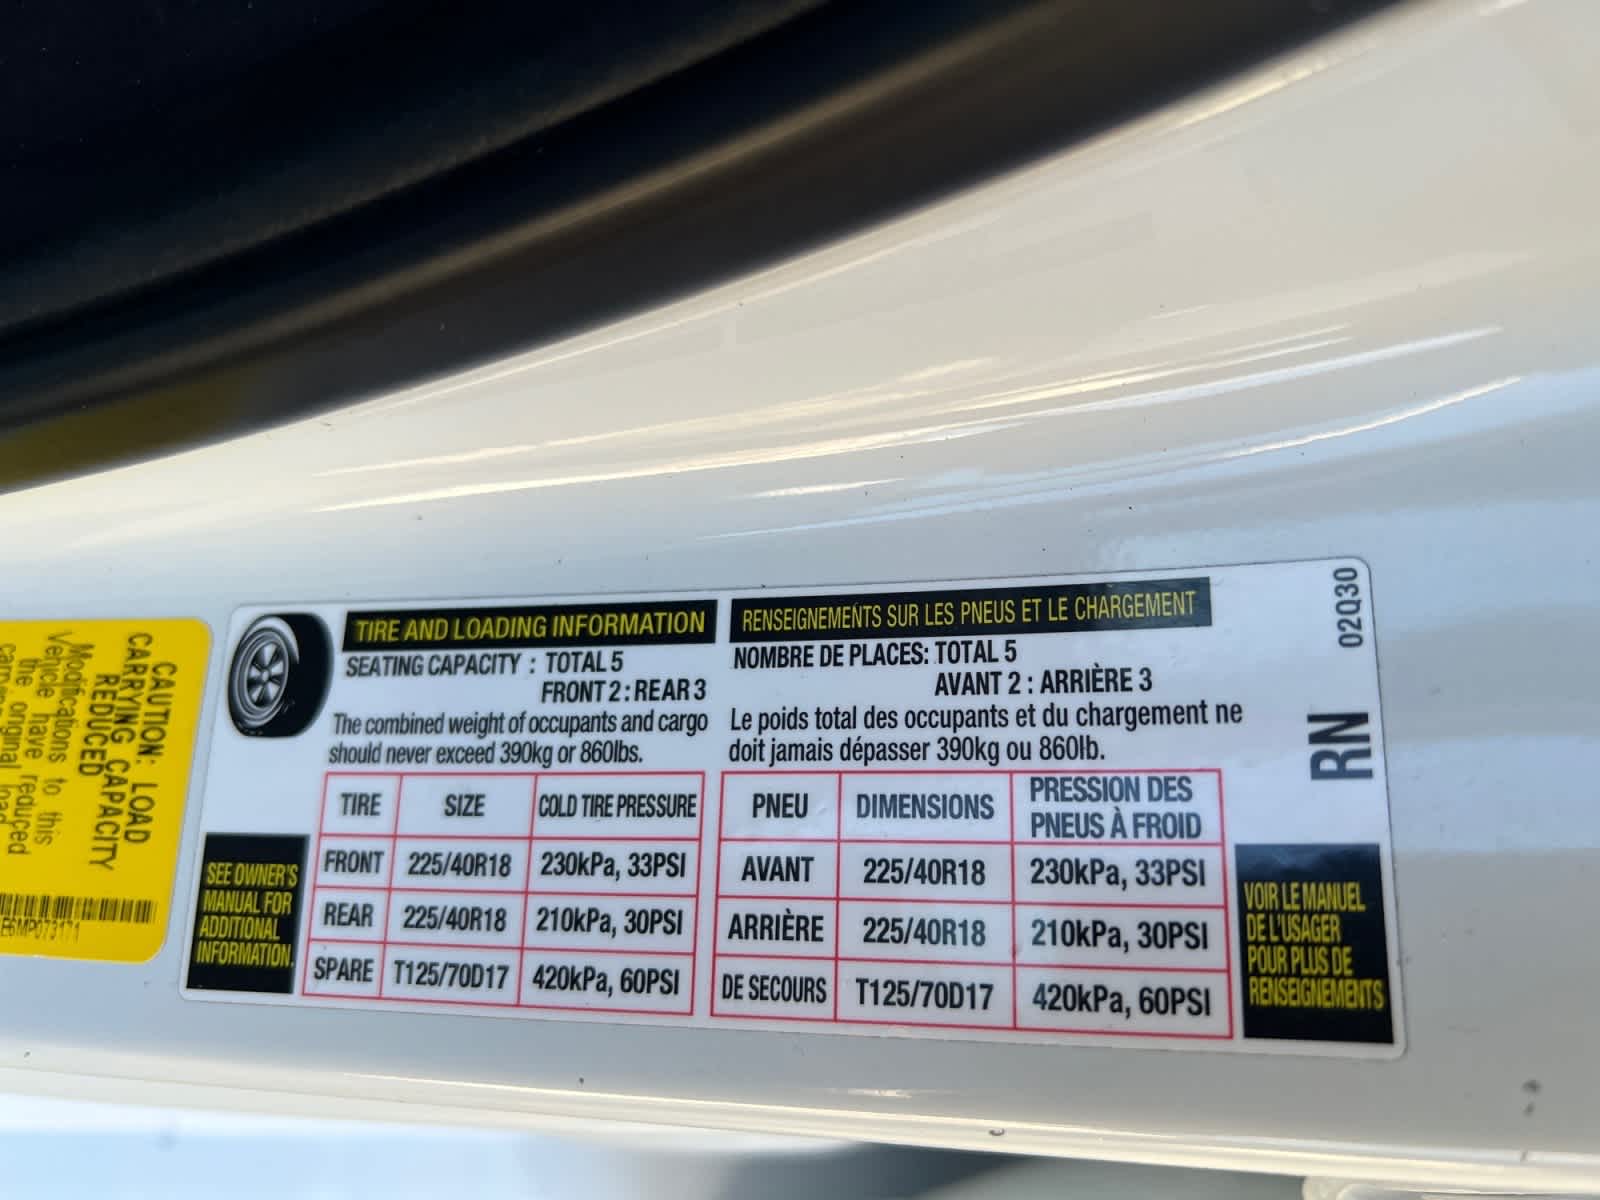 CAUTION: LOAD
CARRYING CAPACITY
REDUCED
Modifications to this
Vehicle have reduced
the original load
E6MP073171
TIRE AND LOADING INFORMATION
SEATING CAPACITY : TOTAL 5
FRONT 2 : REAR 3
The combined weight of occupants and cargo
should never exceed 390kg or 860lbs.
TIRE SIZE COLD TIRE PRESSURE
FRONT 225/40R18 230kPa, 33PSI
REAR 225/40R18 210kPa, 30PSI
SPARE T125/70D17 420kPa, 60PSI
SEE OWNER'S
MANUAL FOR
ADDITIONAL
INFORMATION.
RENSEIGNEMENTS SUR LES PNEUS ET LE CHARGEMENT
NOMBRE DE PLACES: TOTAL 5
AVANT 2 : ARRIÈRE 3
Le poids total des occupants et du chargement ne
doit jamais dépasser 390kg ou 860lb.
PNEU DIMENSIONS PRESSION DES
PNEUS À FROID
AVANT 225/40R18 230kPa, 33PSI
ARRIÈRE 225/40R18 210kPa, 30PSI
DE SECOURS T125/70D17 420kPa, 60PSI
VOIR LE MANUEL
DE L'USAGER
POUR PLUS DE
RENSEIGNEMENTS
RN
02Q30